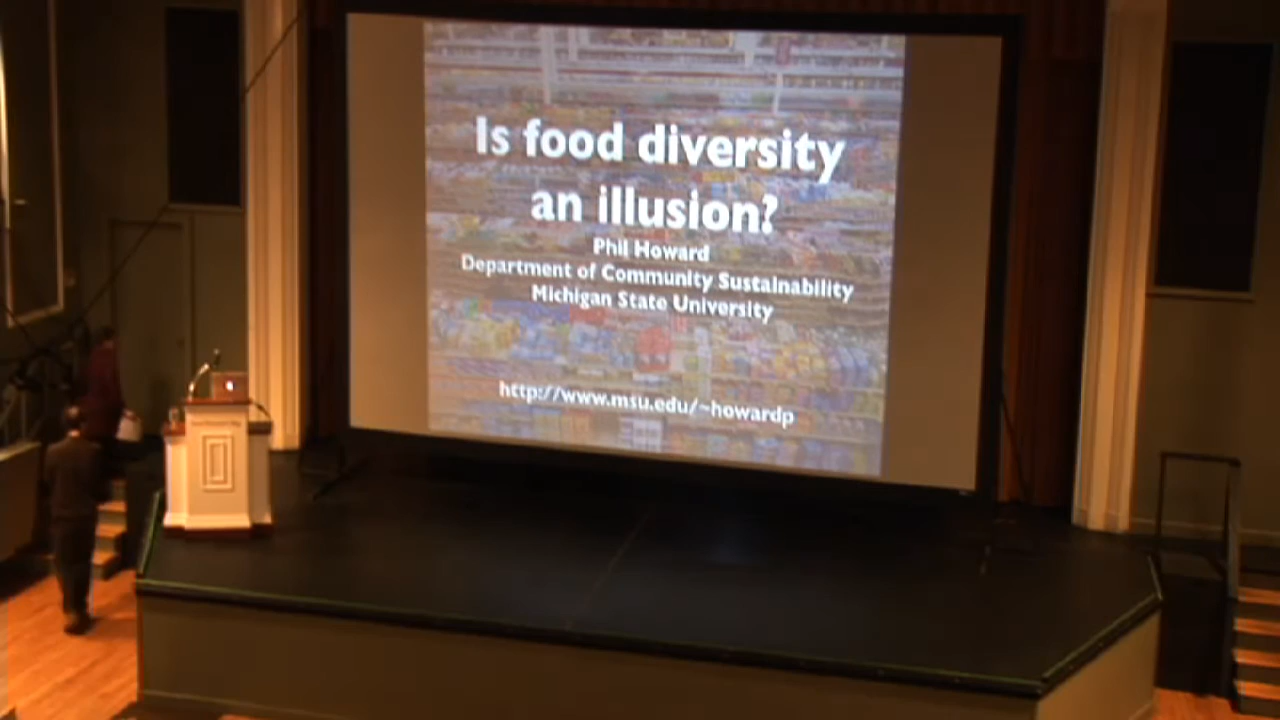 Is food diversity
an illusion?
Phil Howard
Department of Community Sustainability
Michigan State University
http://www.msu.edu/~howardp